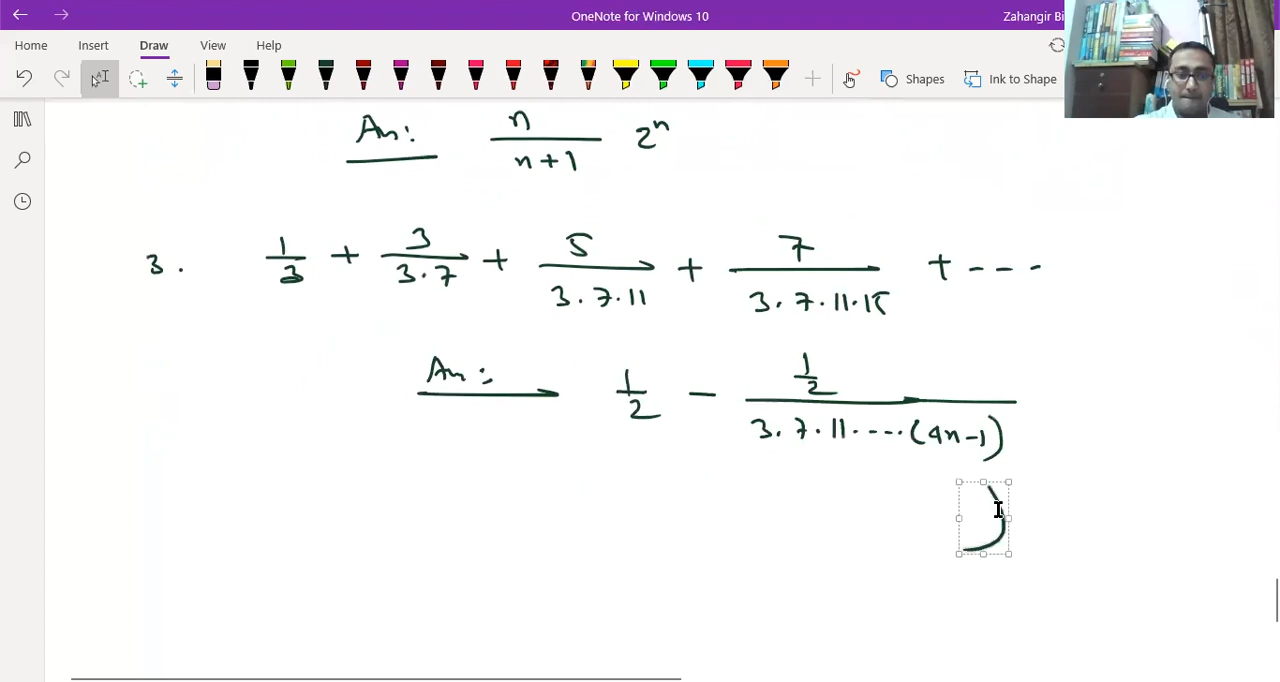 OneNote for Windows 10
Zahangir Bi
Home Insert Draw View Help
Shapes Ink to Shape
An: n/(n+1) 2^n
3. 1/3 + 3/(3.7) + 5/(3.7.11) + 7/(3.7.11.15) + ---
An: 1/2 - (1/2)/(3.7.11.----(4n-1))